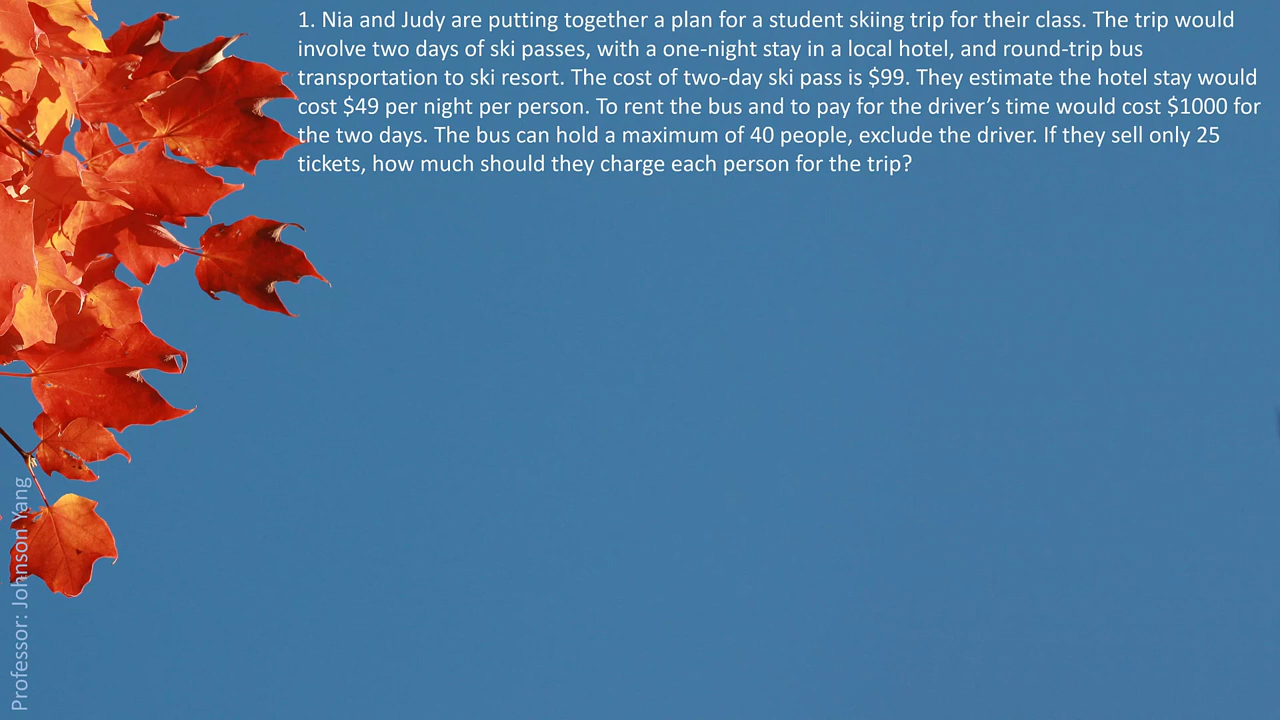 1. Nia and Judy are putting together a plan for a student skiing trip for their class. The trip would
involve two days of ski passes, with a one-night stay in a local hotel, and round-trip bus
transportation to ski resort. The cost of two-day ski pass is $99. They estimate the hotel stay would
cost $49 per night per person. To rent the bus and to pay for the driver’s time would cost $1000 for
the two days. The bus can hold a maximum of 40 people, exclude the driver. If they sell only 25
tickets, how much should they charge each person for the trip?
Professor: Johnson Yang